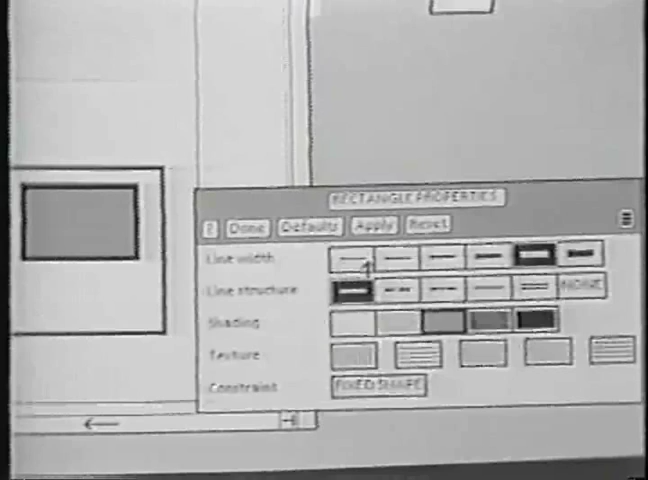 RECTANGLE PROPERTIES
? Done Defaults Apply Reset
Line width
Line structure NONE
Shading
Texture
Constraint FIXED SHAPE